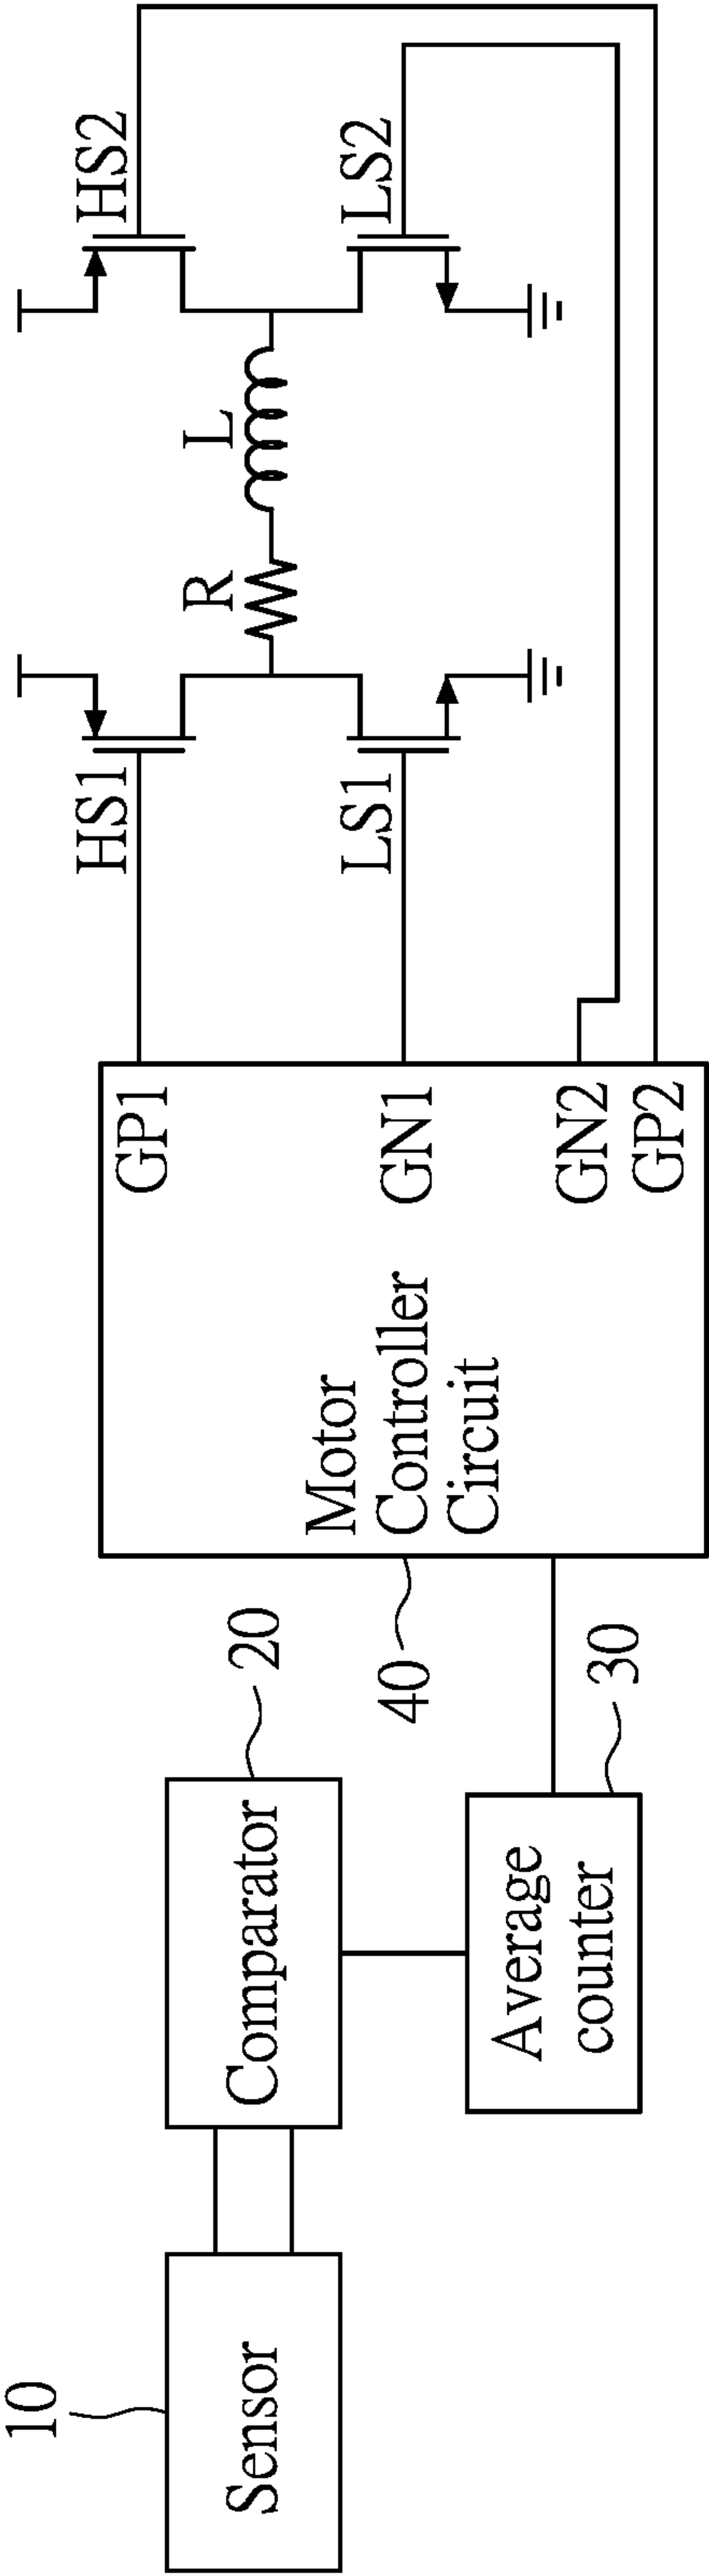 10
Sensor
Comparator
20
Average
counter
30
40
Motor
Controller
Circuit
GP1
GN1
GN2
GP2
HS1
LS1
R
L
HS2
LS2